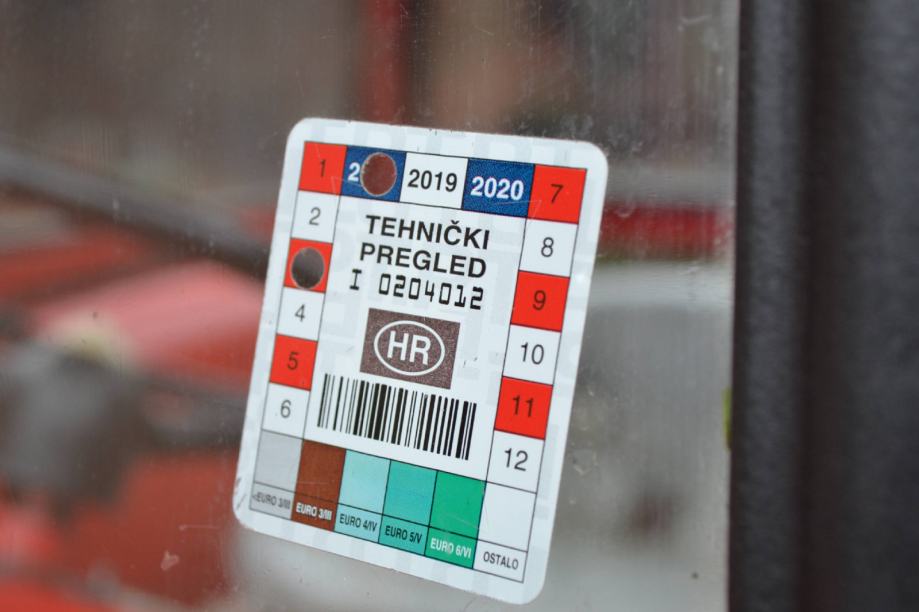 1 2 2019 2020 7
2 8
9
4 10
5 11
6 12
TEHNIČKI
PREGLED
I 0204012
HR
<EURO 3/III EURO 3/III EURO 4/IV EURO 5/V EURO 6/VI OSTALO